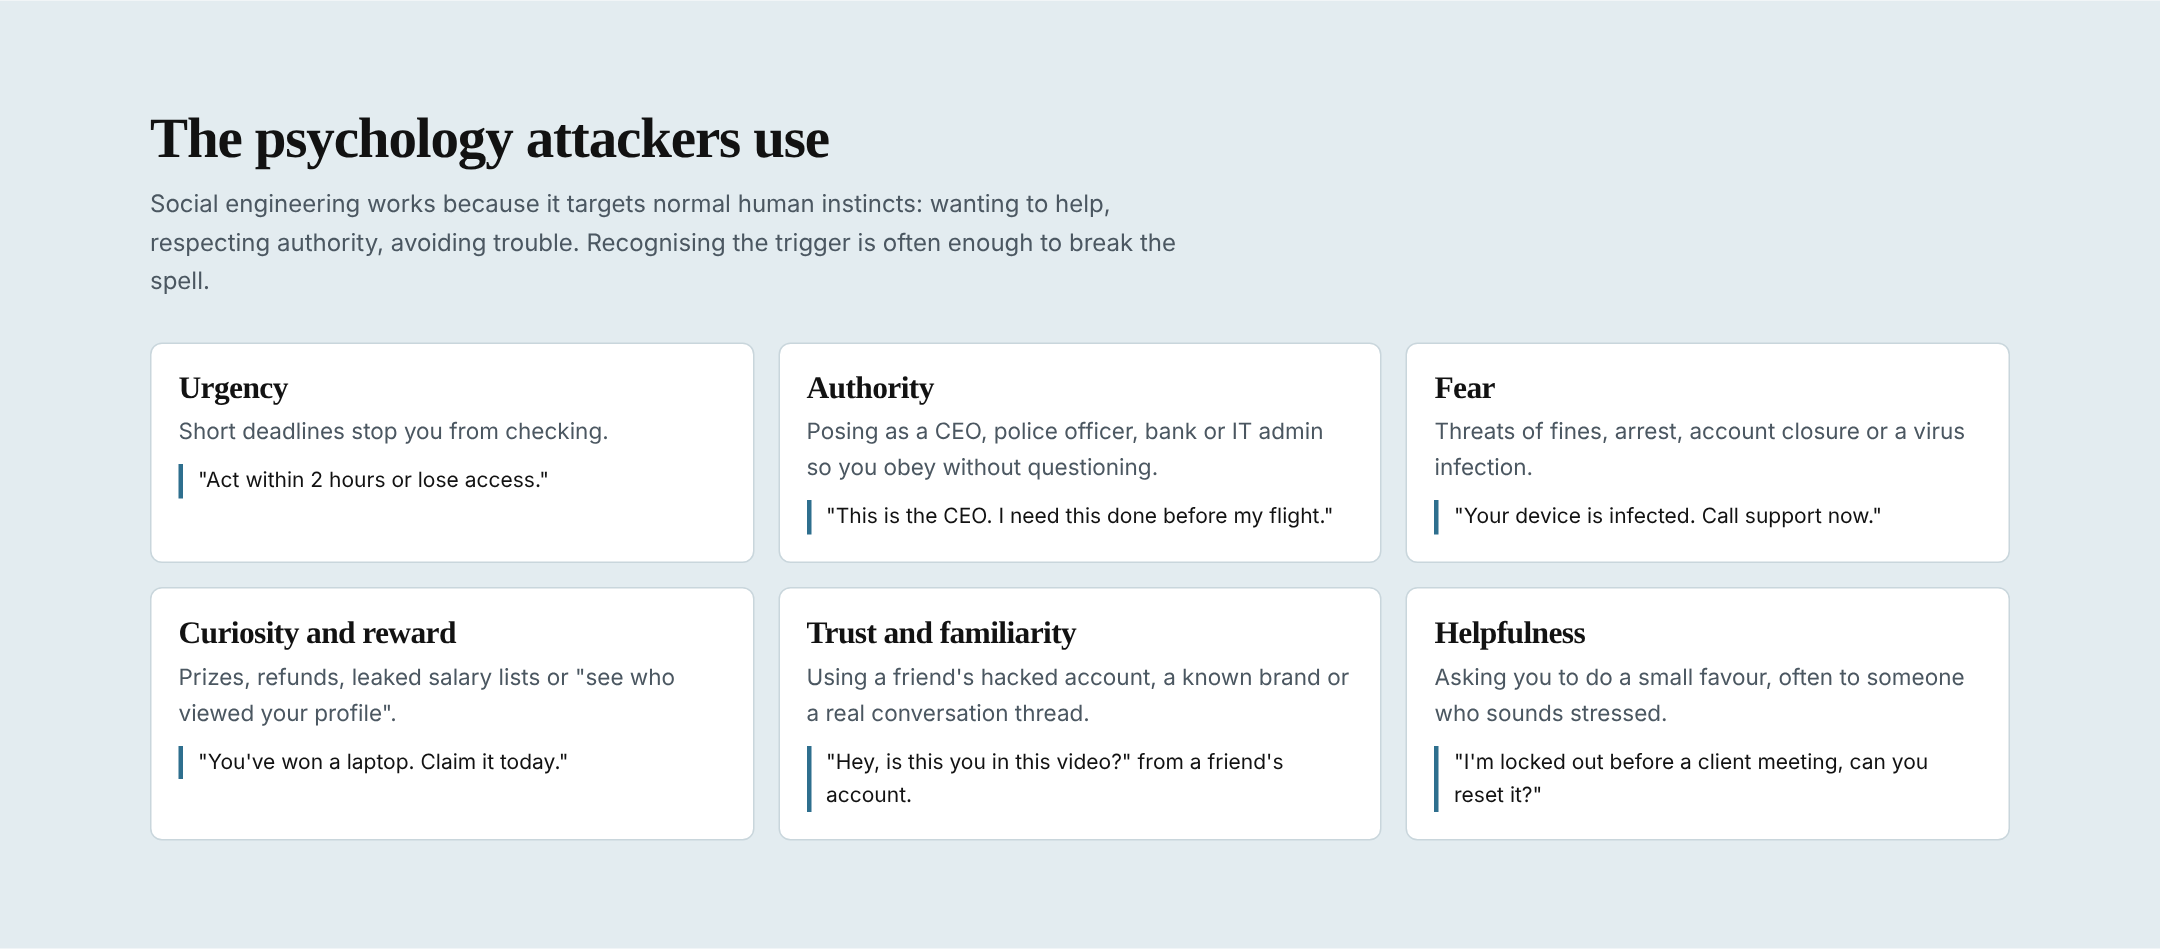 The psychology attackers use
Social engineering works because it targets normal human instincts: wanting to help,
respecting authority, avoiding trouble. Recognising the trigger is often enough to break the
spell.
Urgency
Short deadlines stop you from checking.
"Act within 2 hours or lose access."
Authority
Posing as a CEO, police officer, bank or IT admin
so you obey without questioning.
"This is the CEO. I need this done before my flight."
Fear
Threats of fines, arrest, account closure or a virus
infection.
"Your device is infected. Call support now."
Curiosity and reward
Prizes, refunds, leaked salary lists or "see who
viewed your profile".
"You've won a laptop. Claim it today."
Trust and familiarity
Using a friend's hacked account, a known brand or
a real conversation thread.
"Hey, is this you in this video?" from a friend's
account.
Helpfulness
Asking you to do a small favour, often to someone
who sounds stressed.
"I'm locked out before a client meeting, can you
reset it?"